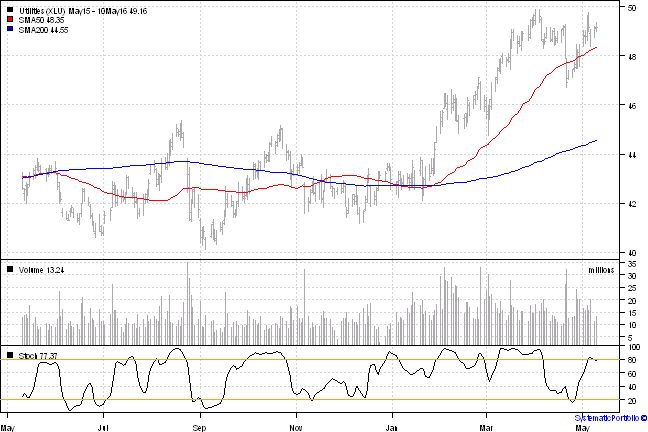 Utilities (XLU) May15 - 10May16 49.16
SMA50 48.35
SMA200 44.55
50
48
46
44
42
40
Volume 13.24
millions
35
30
25
20
15
10
5
Stoch 77.37
100
80
60
40
20
May Jul Sep Nov Jan Mar May
SystematicPortfolio ©